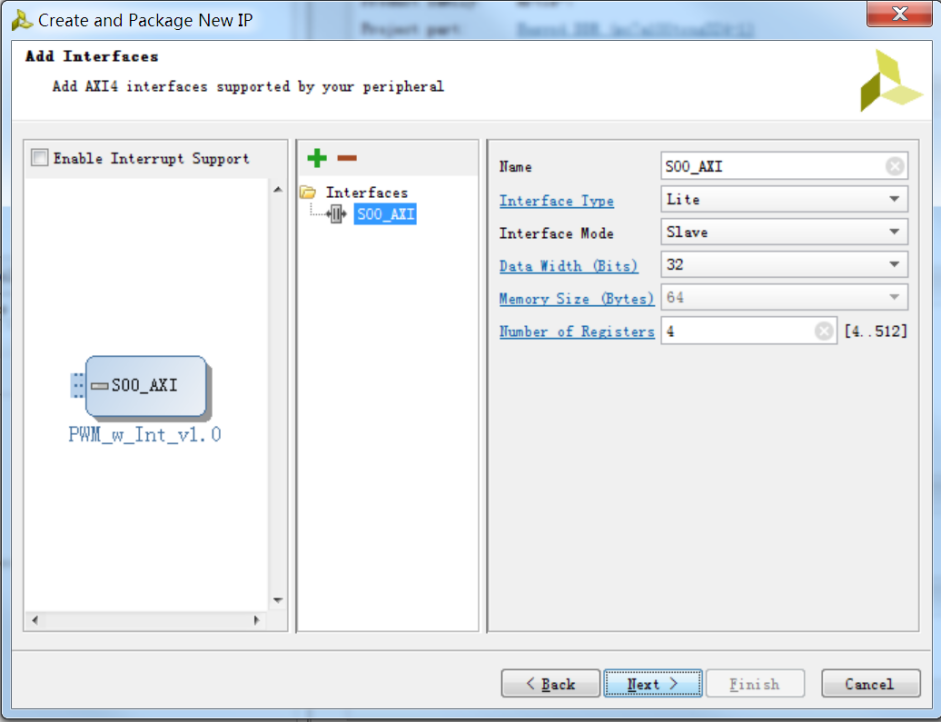 Create and Package New IP
Add Interfaces
Add AXI4 interfaces supported by your peripheral
Enable Interrupt Support
S00_AXI
PWM_w_Int_v1.0
Interfaces
S00_AXI
Name S00_AXI
Interface Type Lite
Interface Mode Slave
Data Width (Bits) 32
Memory Size (Bytes) 64
Number of Registers 4 [4..512]
< Back Next > Finish Cancel